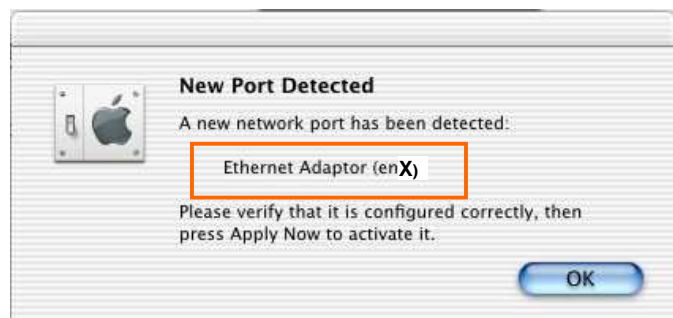 New Port Detected
A new network port has been detected:
Ethernet Adaptor (enX)
Please verify that it is configured correctly, then
press Apply Now to activate it.
OK